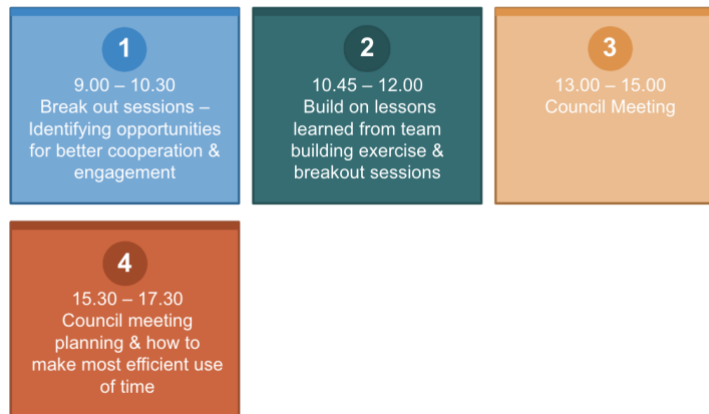 1
9.00 – 10.30
Break out sessions –
Identifying opportunities
for better cooperation &
engagement
2
10.45 – 12.00
Build on lessons
learned from team
building exercise &
breakout sessions
3
13.00 – 15.00
Council Meeting
4
15.30 – 17.30
Council meeting
planning & how to
make most efficient use
of time